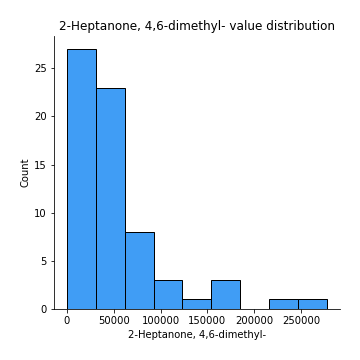 2-Heptanone, 4,6-dimethyl- value distribution
25
20
15
10
5
0
Count
0 50000 100000 150000 200000 250000
2-Heptanone, 4,6-dimethyl-